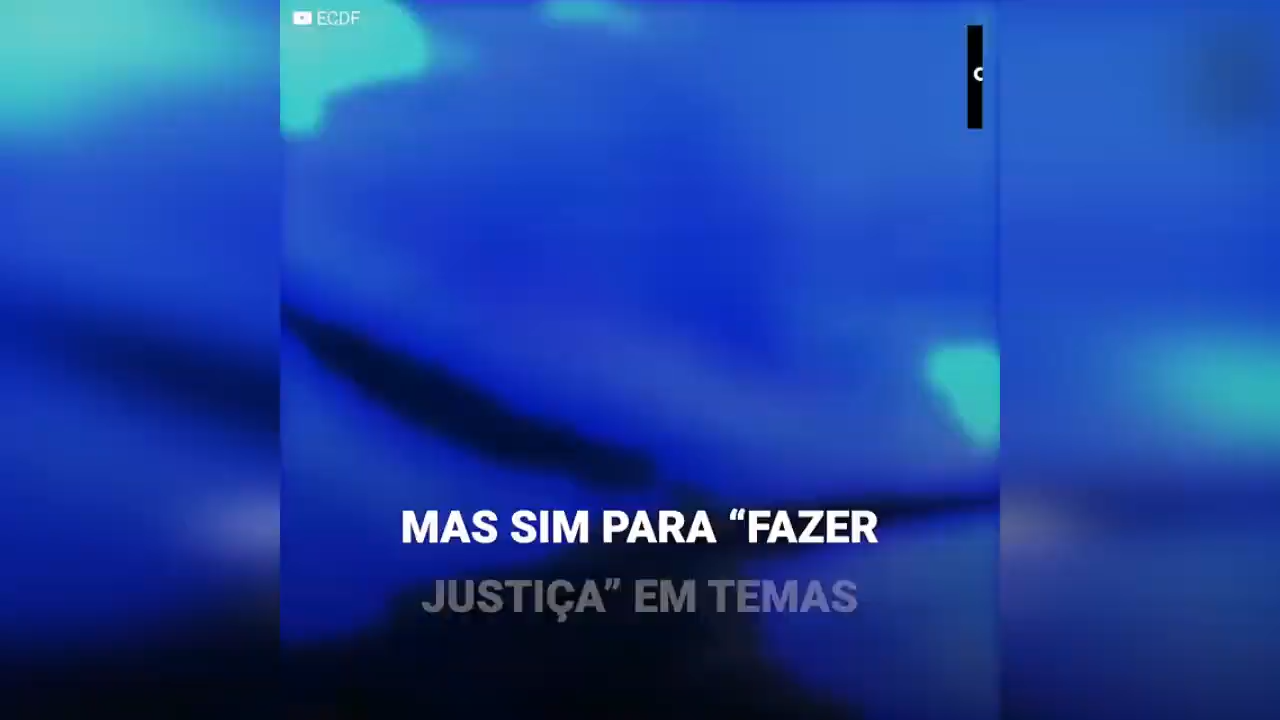 ECDF
MAS SIM PARA “FAZER
JUSTIÇA” EM TEMAS